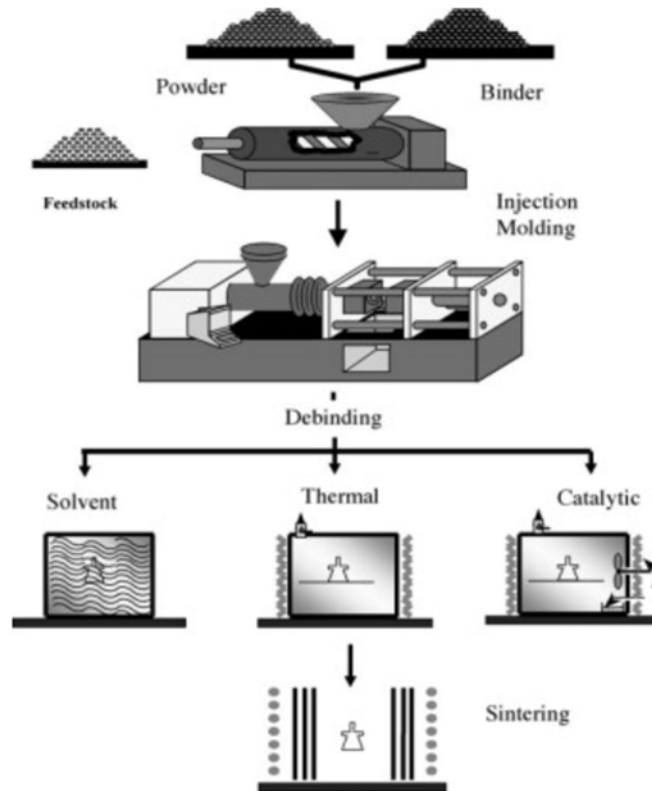 Powder
Binder
Feedstock
Injection
Molding
Debinding
Solvent
Thermal
Catalytic
Sintering